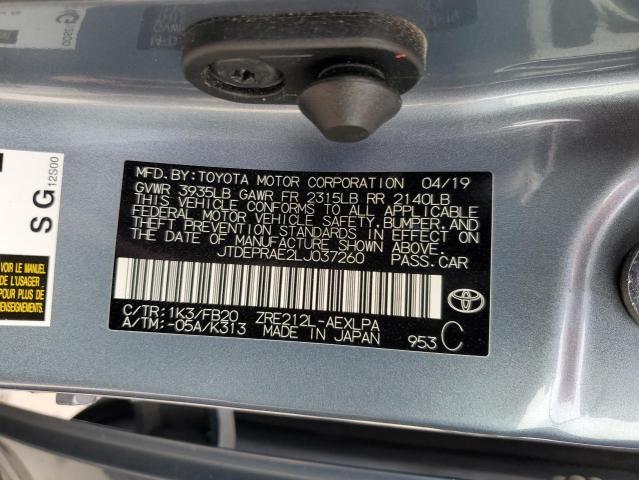 MFD. BY: TOYOTA MOTOR CORPORATION 04/19
GVWR 3935LB GAWR FR 2315LB RR 2140LB
THIS VEHICLE CONFORMS TO ALL APPLICABLE
FEDERAL MOTOR VEHICLE SAFETY, BUMPER, AND
THEFT PREVENTION STANDARDS IN EFFECT ON
THE DATE OF MANUFACTURE SHOWN ABOVE.
JTDEPRAE2LJ037260 PASS. CAR
C/TR: 1K3/FB20 ZRE212L-AEXLPA
A/TM: -05A/K313 MADE IN JAPAN
953 C
SG
12S00
VOIR LE MANUEL
DE L'USAGER
POUR PLUS DE
RENSEIGNEMENTS